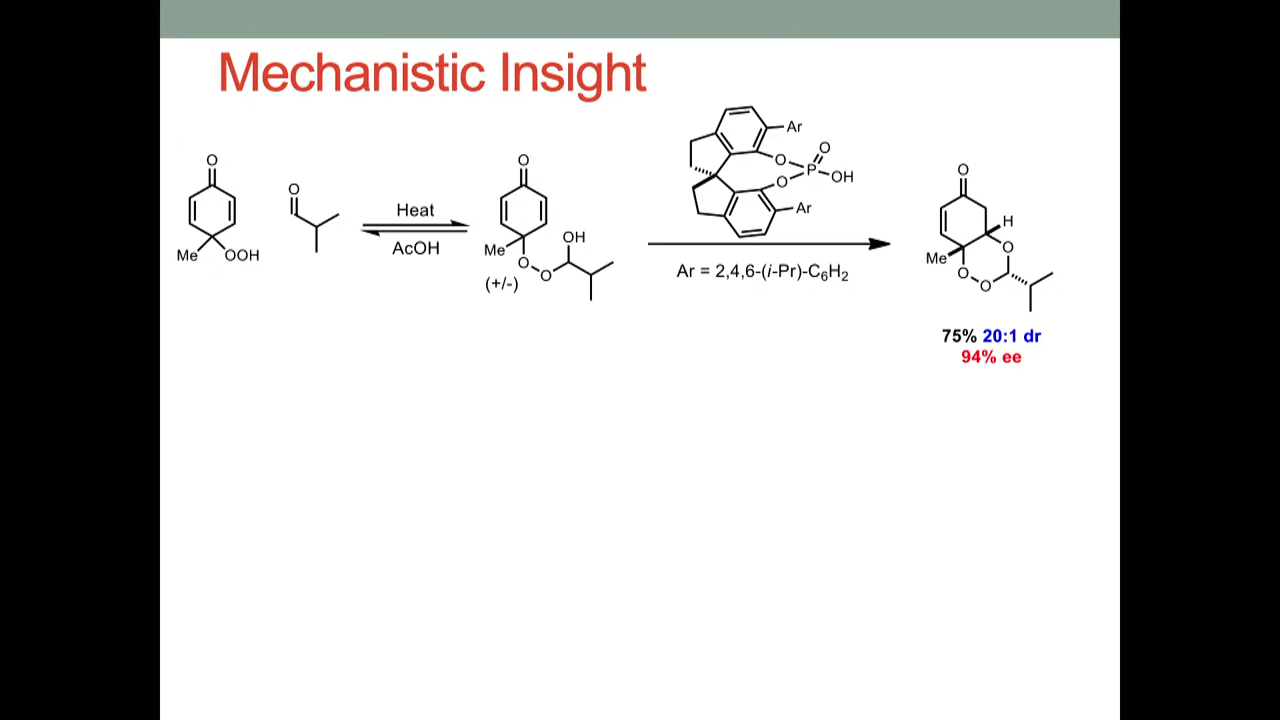 Mechanistic Insight
O
Me
OOH
O
Heat
AcOH
O
Me
O
O
OH
(+/-)
Ar
O
O
P
O
OH
Ar
Ar = 2,4,6-(i-Pr)-C₆H₂
O
H
Me
O
O
O
75% 20:1 dr
94% ee